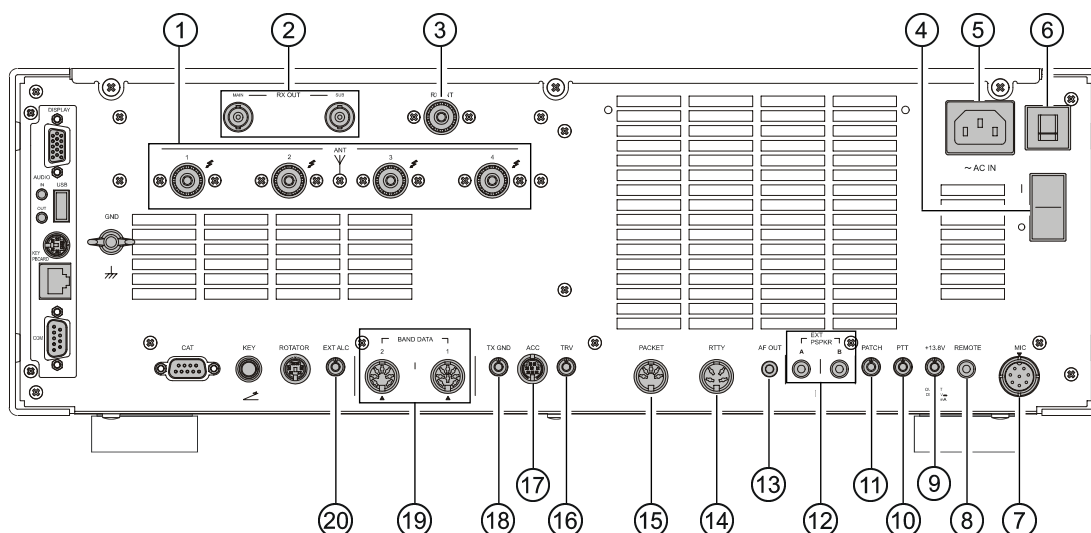 1 2 3 4 5 6
DISPLAY
MAIN RX OUT SUB
ANT
1 2 3 4
AUDIO
IN USB
OUT
~ AC IN
I
O
GND
KEY
COM
CAT KEY ROTATOR EXT ALC
BAND DATA
2 1
TX GND ACC TRV PACKET RTTY AF OUT
EXT
A B
PATCH PTT +13.8V REMOTE MIC
20 19 18 17 16 15 14 13 12 11 10 9 8 7